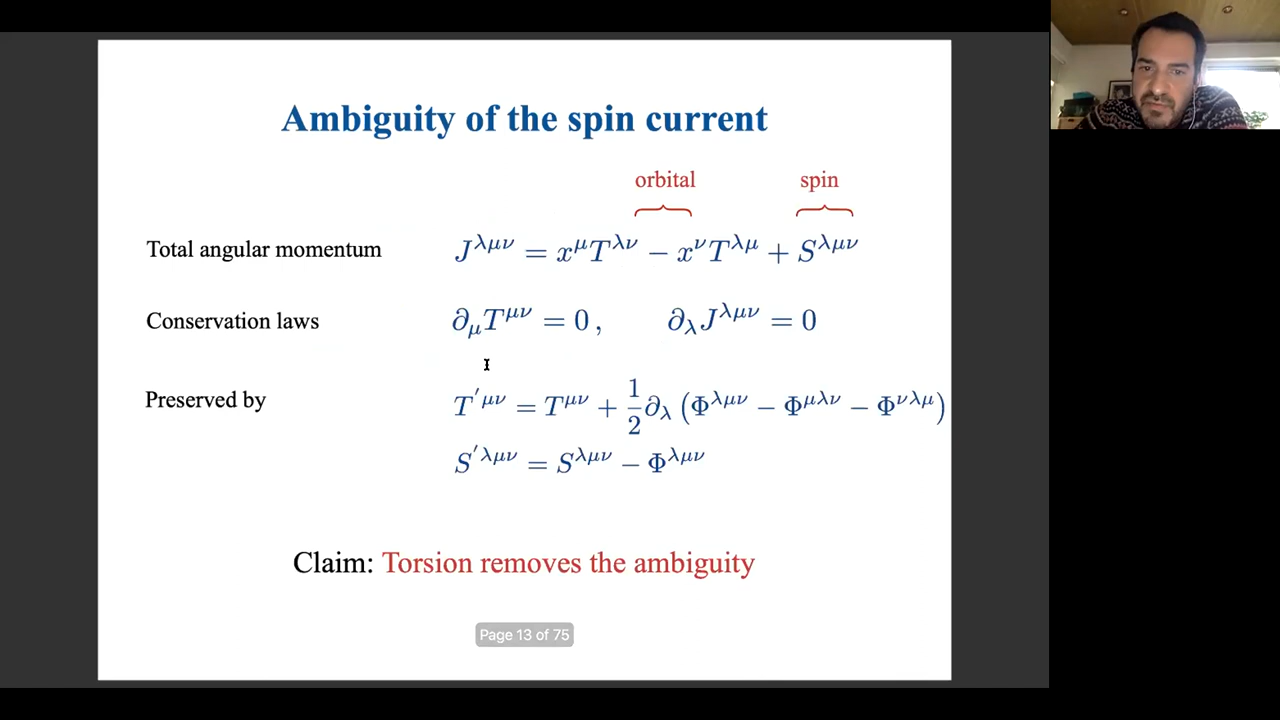 Ambiguity of the spin current
orbital spin
Total angular momentum J^{λμν} = x^μ T^{λν} − x^ν T^{λμ} + S^{λμν}
Conservation laws ∂_μ T^{μν} = 0 , ∂_λ J^{λμν} = 0
Preserved by T'^{μν} = T^{μν} + \frac{1}{2} ∂_λ (Φ^{λμν} − Φ^{μλν} − Φ^{νλμ})
S'^{λμν} = S^{λμν} − Φ^{λμν}
Claim: Torsion removes the ambiguity
Page 13 of 75